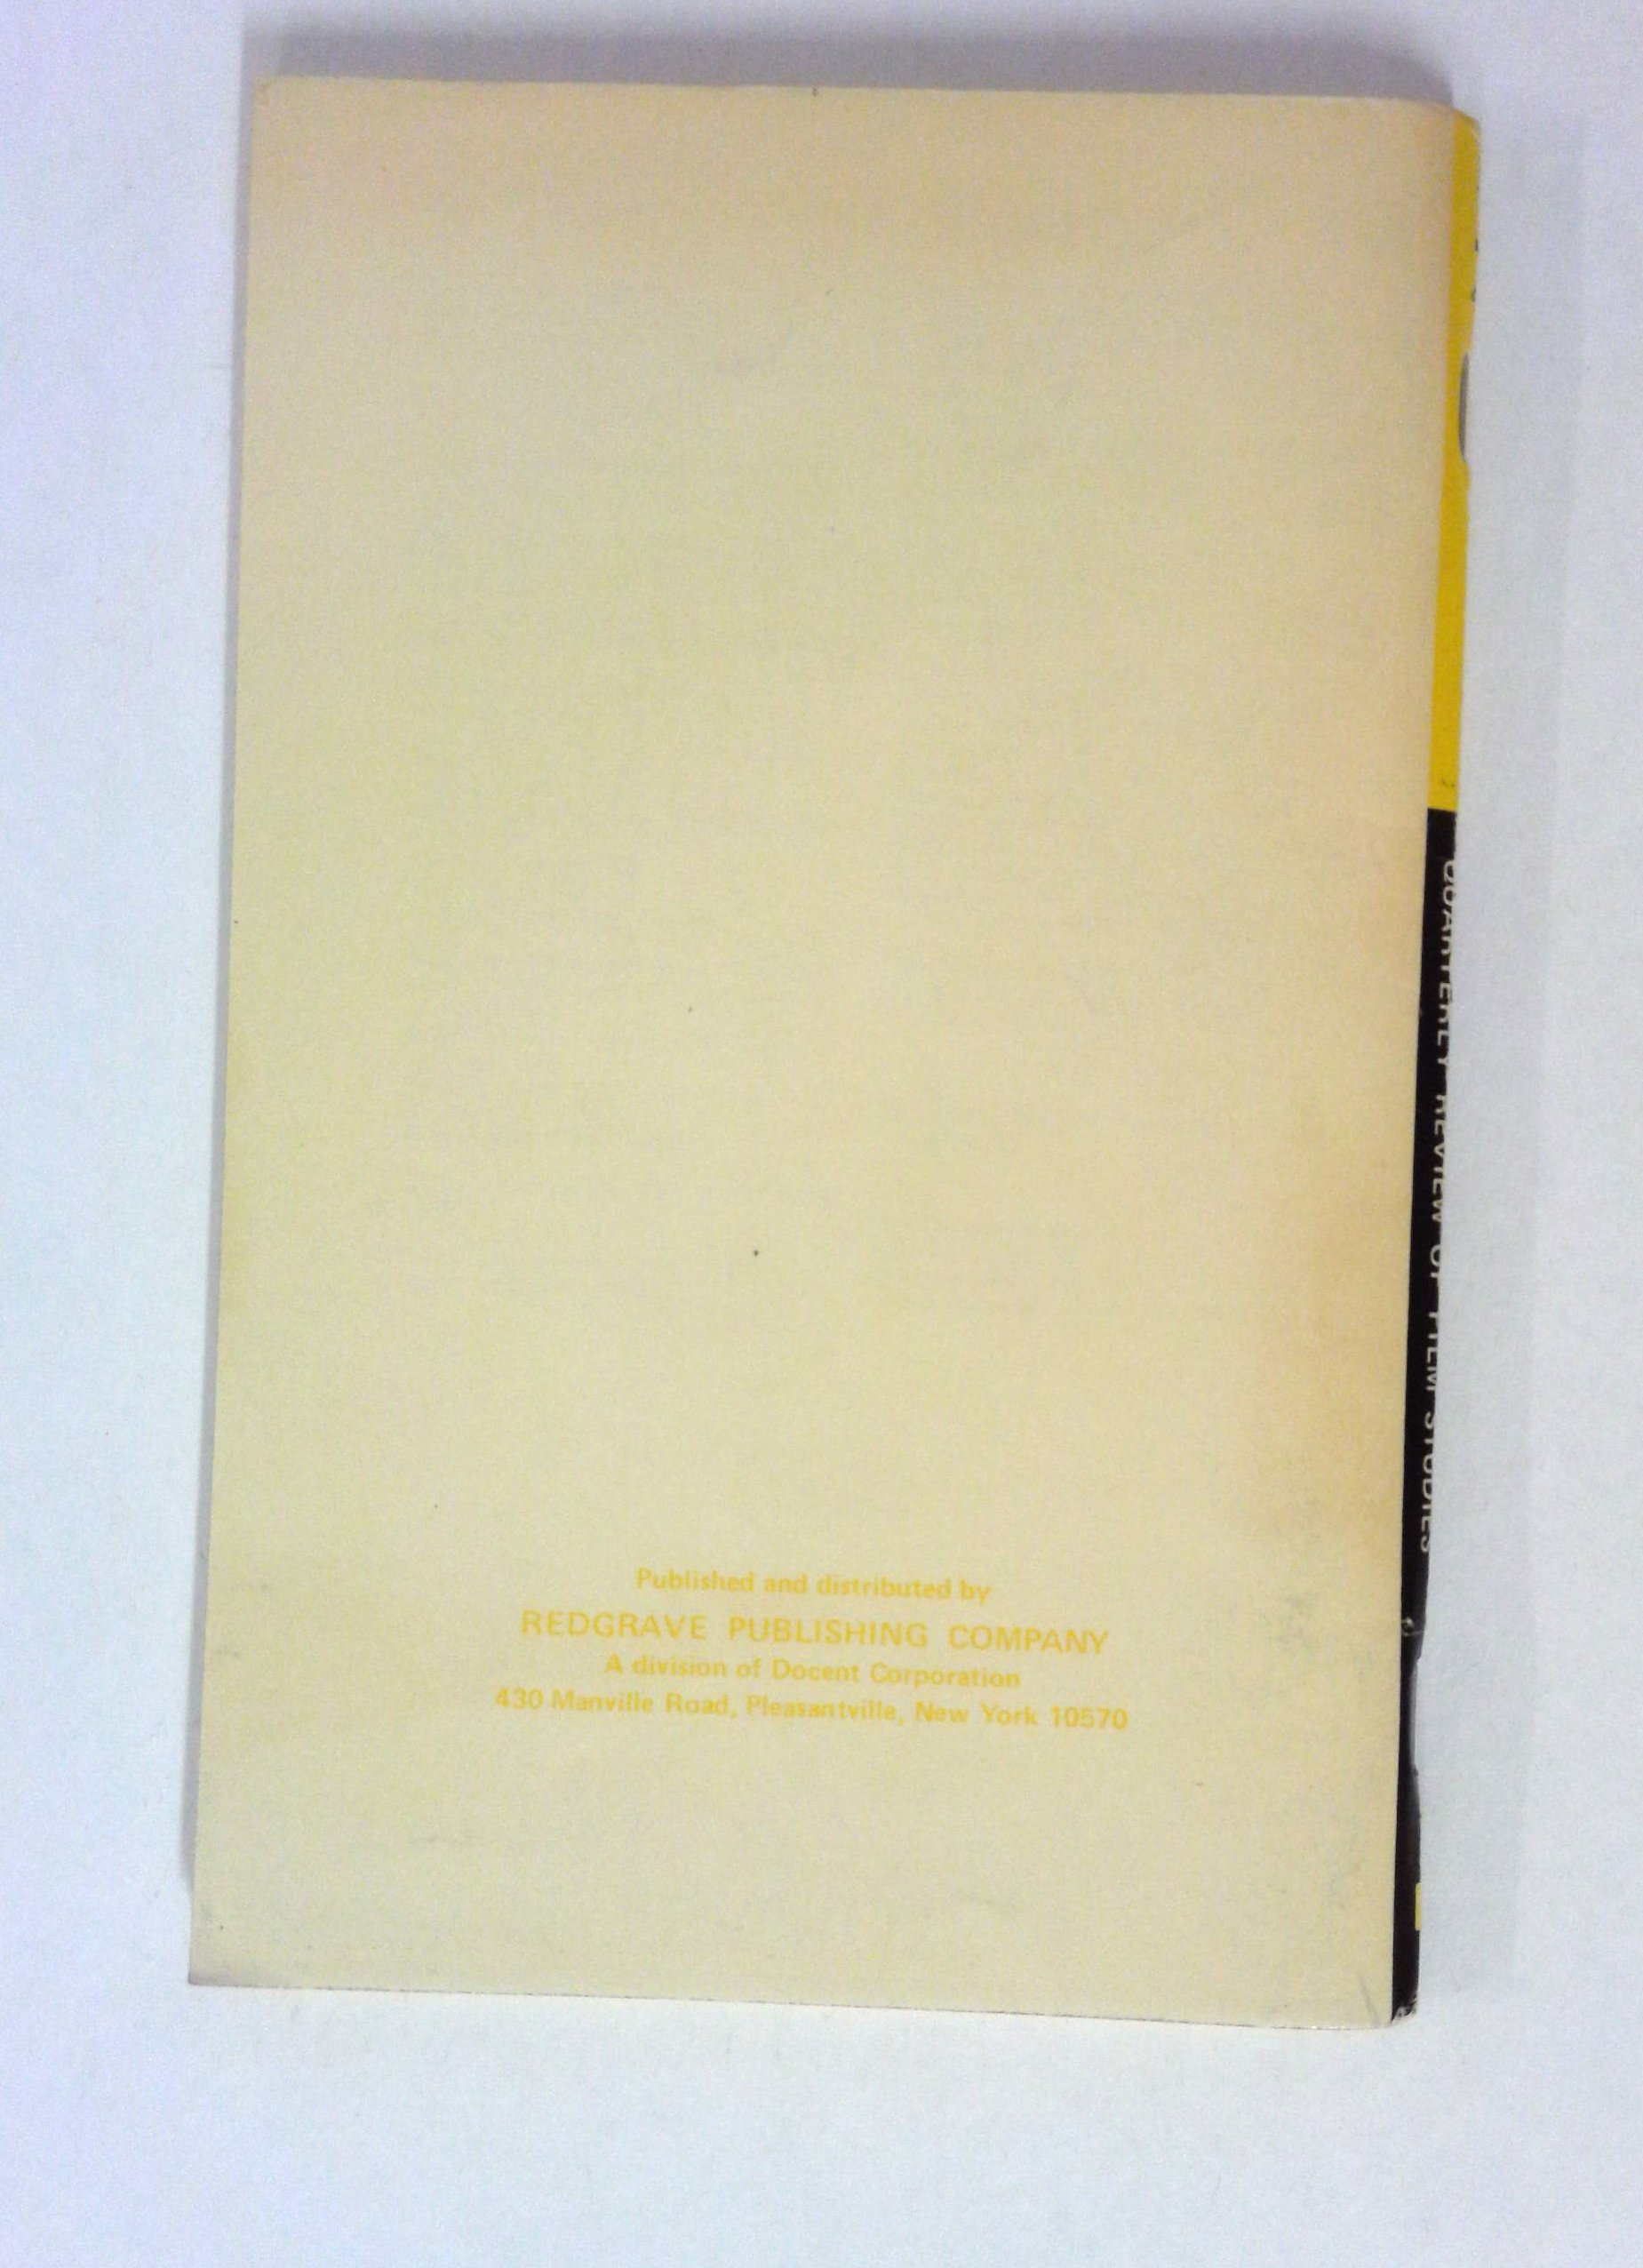 Published and distributed by
REDGRAVE PUBLISHING COMPANY
A division of Docent Corporation
430 Manville Road, Pleasantville, New York 10570
QUARTERLY REVIEW OF FILM STUDIES